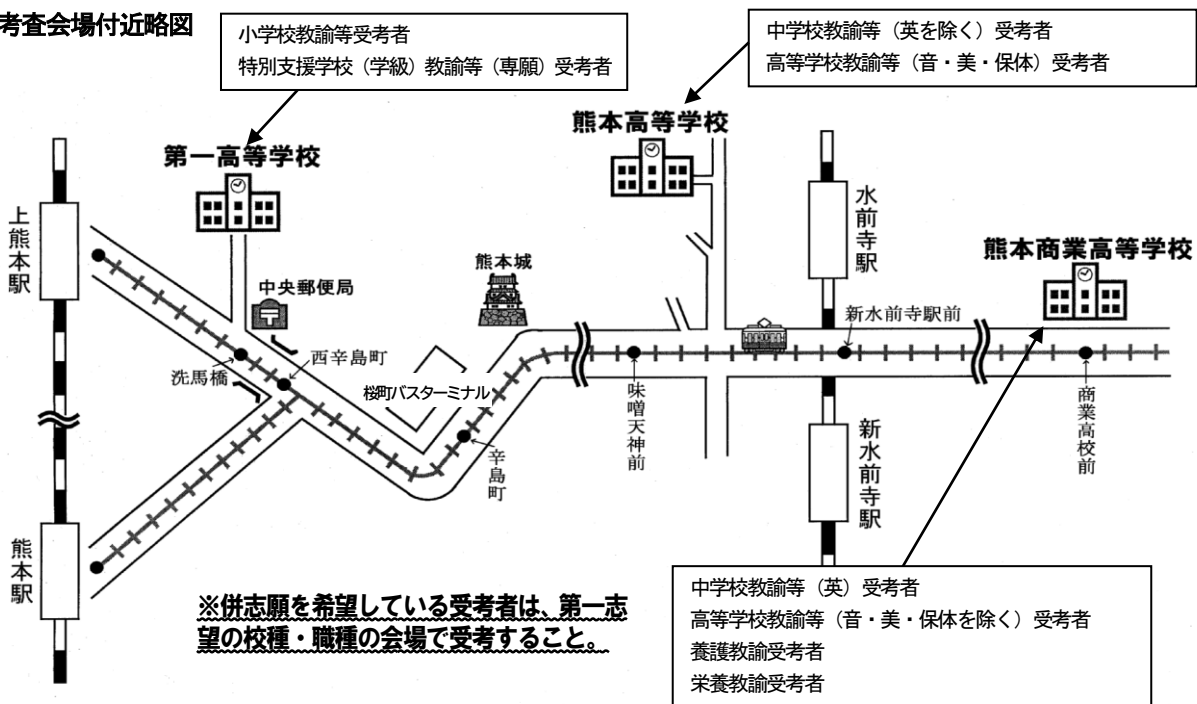 考査会場付近略図
小学校教諭等受考者
特別支援学校（学級）教諭等（専願）受考者
中学校教諭等（英を除く）受考者
高等学校教諭等（音・美・保体）受考者
第一高等学校
熊本高等学校
熊本商業高等学校
上熊本駅
水前寺駅
中央郵便局
熊本城
新水前寺駅前
西辛島町
洗馬橋
桜町バスターミナル
辛島町
味噌天神前
商業高校前
新水前寺駅
熊本駅
※併志願を希望している受考者は、第一志
望の校種・職種の会場で受考すること。
中学校教諭等（英）受考者
高等学校教諭等（音・美・保体を除く）受考者
養護教諭受考者
栄養教諭受考者